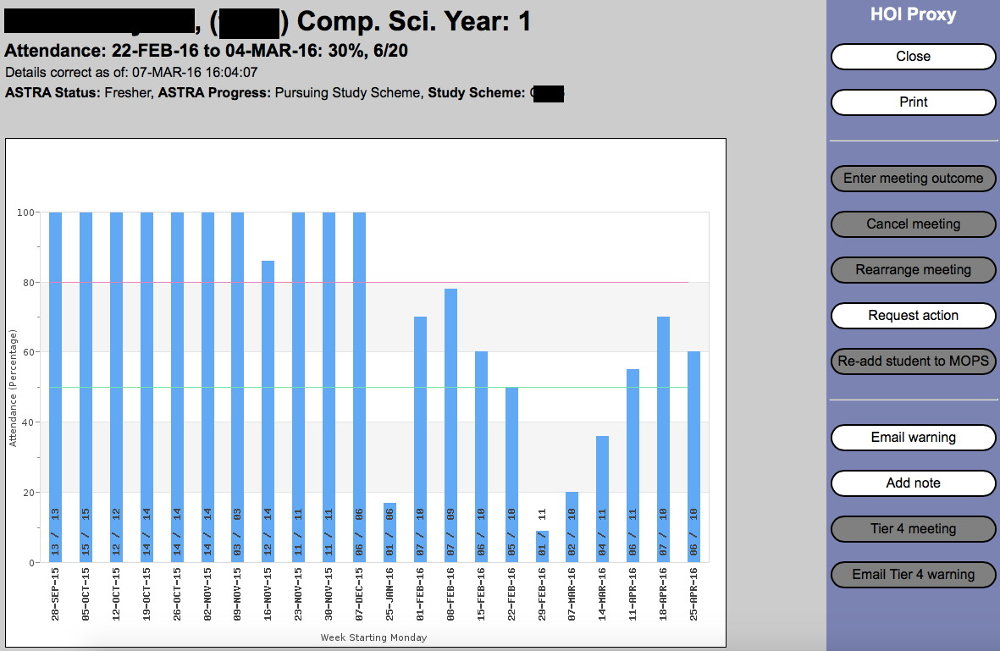 , ( ) Comp. Sci. Year: 1
Attendance: 22-FEB-16 to 04-MAR-16: 30%, 6/20
Details correct as of: 07-MAR-16 16:04:07
ASTRA Status: Fresher, ASTRA Progress: Pursuing Study Scheme, Study Scheme:
100
80
60
40
20
0
Attendance (Percentage)
13 / 13
15 / 15
12 / 12
14 / 14
14 / 14
14 / 14
03 / 03
12 / 14
11 / 11
11 / 11
06 / 06
01 / 06
07 / 10
07 / 09
06 / 10
05 / 10
01 / 11
02 / 10
04 / 11
06 / 11
07 / 10
06 / 10
28-SEP-15
05-OCT-15
12-OCT-15
19-OCT-15
26-OCT-15
02-NOV-15
09-NOV-15
16-NOV-15
23-NOV-15
30-NOV-15
07-DEC-15
25-JAN-16
01-FEB-16
08-FEB-16
15-FEB-16
22-FEB-16
29-FEB-16
07-MAR-16
14-MAR-16
11-APR-16
18-APR-16
25-APR-16
Week Starting Monday
HOI Proxy
Close
Print
Enter meeting outcome
Cancel meeting
Rearrange meeting
Request action
Re-add student to MOPS
Email warning
Add note
Tier 4 meeting
Email Tier 4 warning